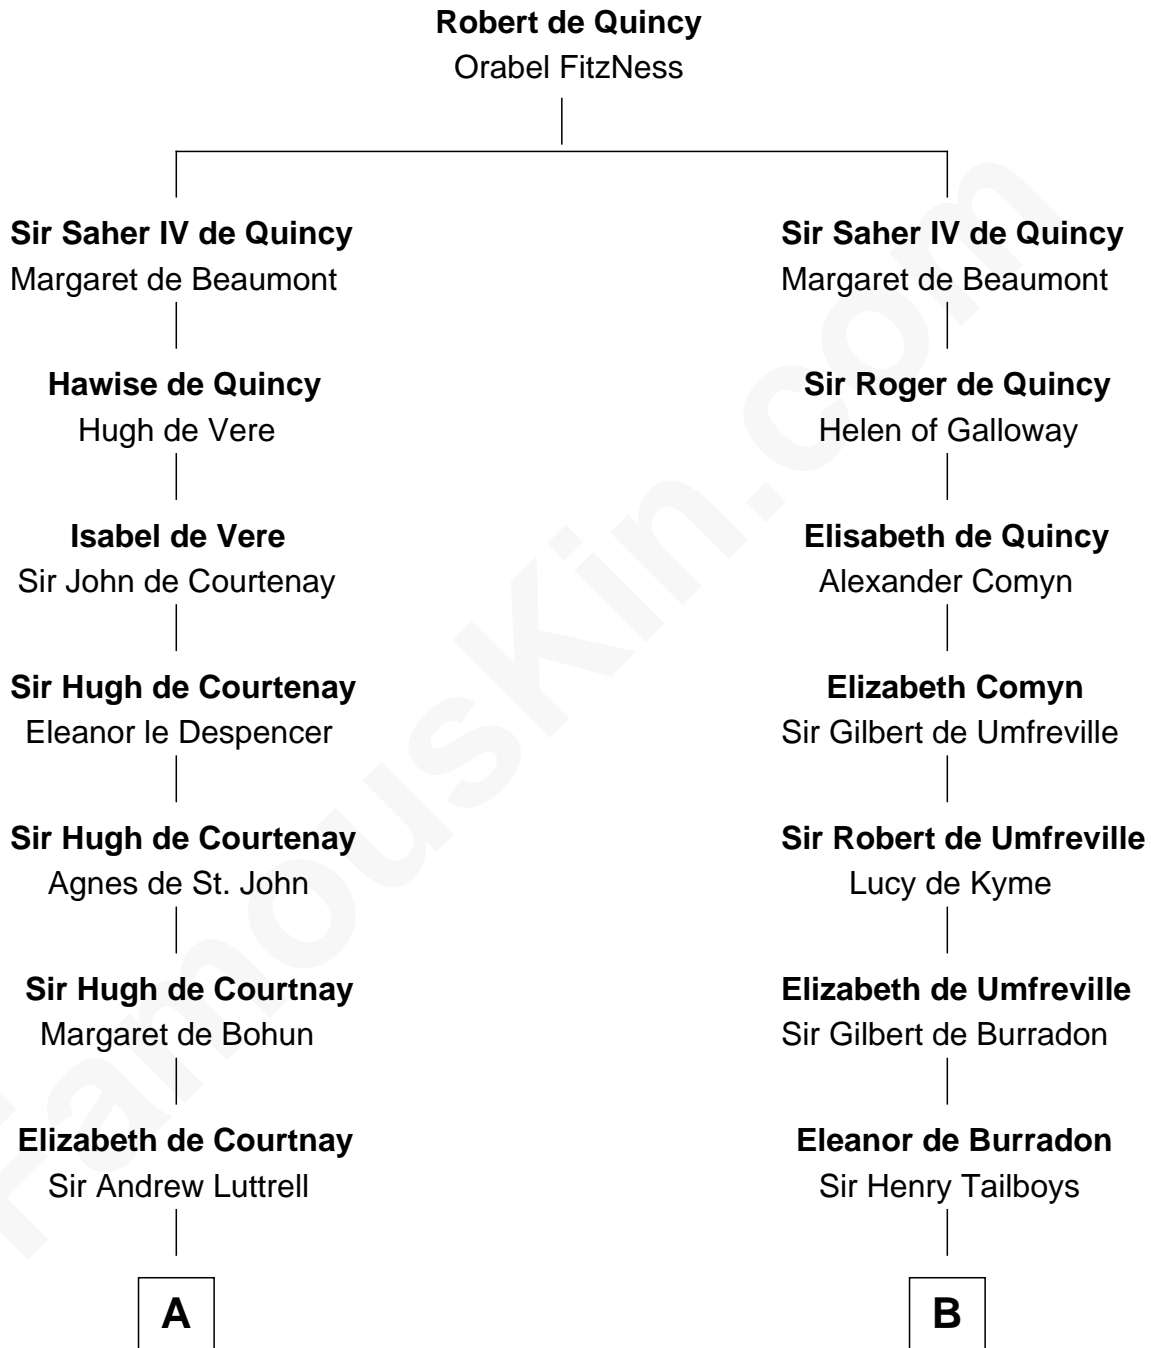 Robert de Quincy
Orabel FitzNess
Sir Saher IV de Quincy
Margaret de Beaumont
Hawise de Quincy
Hugh de Vere
Isabel de Vere
Sir John de Courtenay
Sir Hugh de Courtenay
Eleanor le Despencer
Sir Hugh de Courtenay
Agnes de St. John
Sir Hugh de Courtnay
Margaret de Bohun
Elizabeth de Courtnay
Sir Andrew Luttrell
A
Sir Saher IV de Quincy
Margaret de Beaumont
Sir Roger de Quincy
Helen of Galloway
Elisabeth de Quincy
Alexander Comyn
Elizabeth Comyn
Sir Gilbert de Umfreville
Sir Robert de Umfreville
Lucy de Kyme
Elizabeth de Umfreville
Sir Gilbert de Burradon
Eleanor de Burradon
Sir Henry Tailboys
B
FamousKin.com